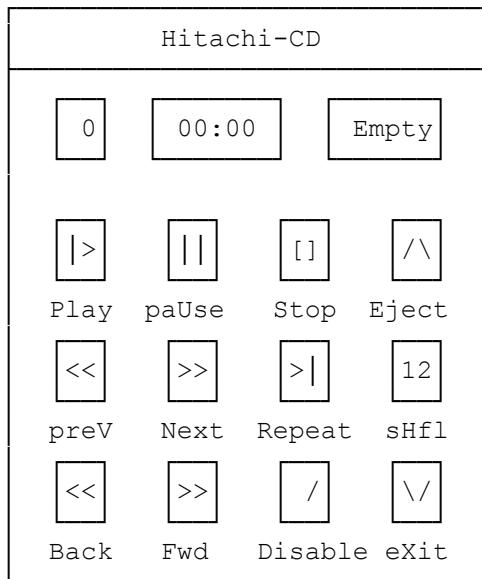 Hitachi-CD
0 00:00 Empty
|> || [] /\
Play paUse Stop Eject
<< >> >| 12
preV Next Repeat sHfl
<< >> / \/
Back Fwd Disable eXit